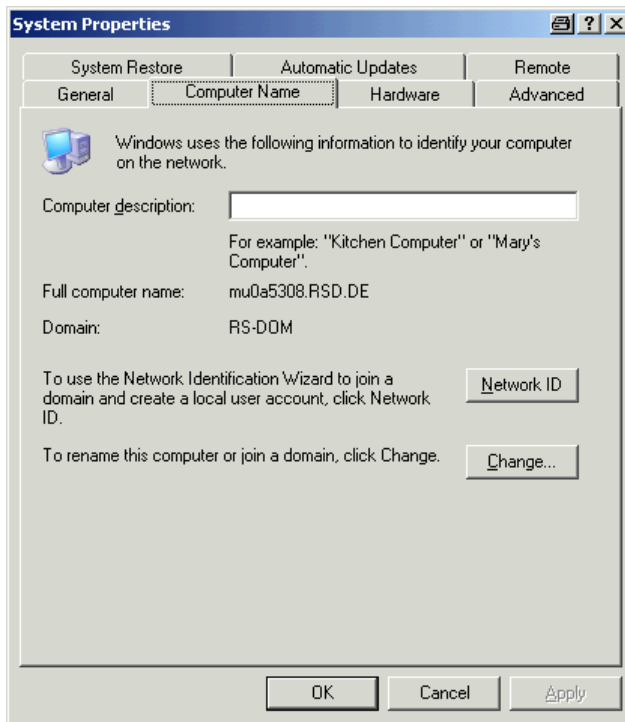 System Properties
System Restore
Automatic Updates
Remote
General
Computer Name
Hardware
Advanced
Windows uses the following information to identify your computer
on the network.
Computer description:
For example: "Kitchen Computer" or "Mary's
Computer".
Full computer name: mu0a5308.RSD.DE
Domain: RS-DOM
To use the Network Identification Wizard to join a
domain and create a local user account, click Network
ID.
Network ID
To rename this computer or join a domain, click Change.
Change...
OK
Cancel
Apply